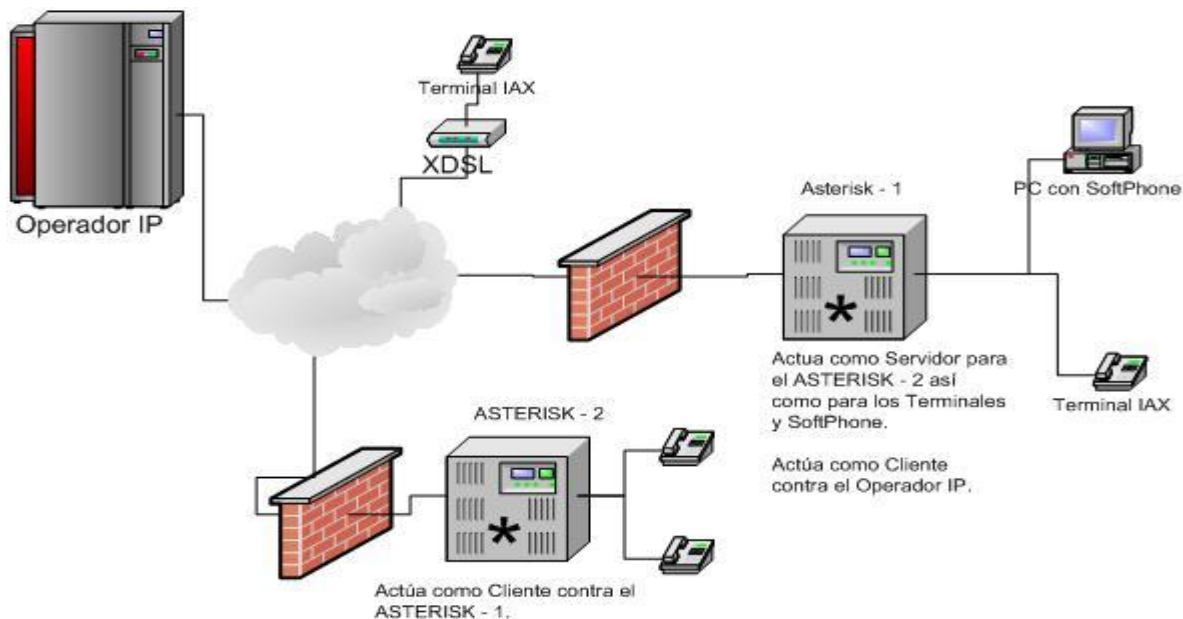 Terminal IAX
XDSL
Operador IP
Asterisk - 1
PC con SoftPhone
*
Actua como Servidor para
el ASTERISK - 2 así
como para los Terminales
y SoftPhone.
Actúa como Cliente
contra el Operador IP.
Terminal IAX
ASTERISK - 2
*
Actúa como Cliente contra el
ASTERISK - 1.